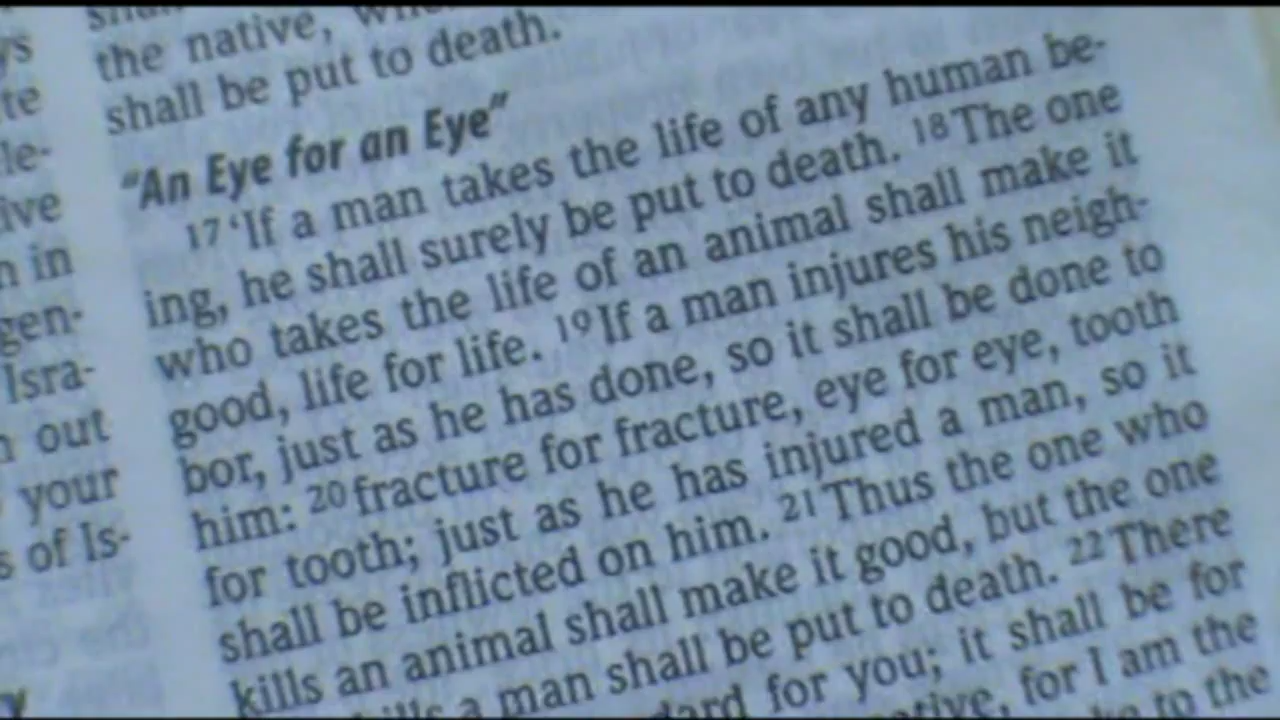 ys
te
le-
ive
n in
gen-
Isra-
n out
your
s of Is-
y
the native,
shall be put to death.
“An Eye for an Eye”
17 ‘If a man takes the life of any human be-
ing, he shall surely be put to death. 18 The one
who takes the life of an animal shall make it
good, life for life. 19 If a man injures his neigh-
bor, just as he has done, so it shall be done to
him: 20 fracture for fracture, eye for eye, tooth
for tooth; just as he has injured a man, so it
shall be inflicted on him. 21 Thus the one who
kills an animal shall make it good, but the one
a man shall be put to death. 22 There
dard for you; it shall be for
ative, for I am the
to the